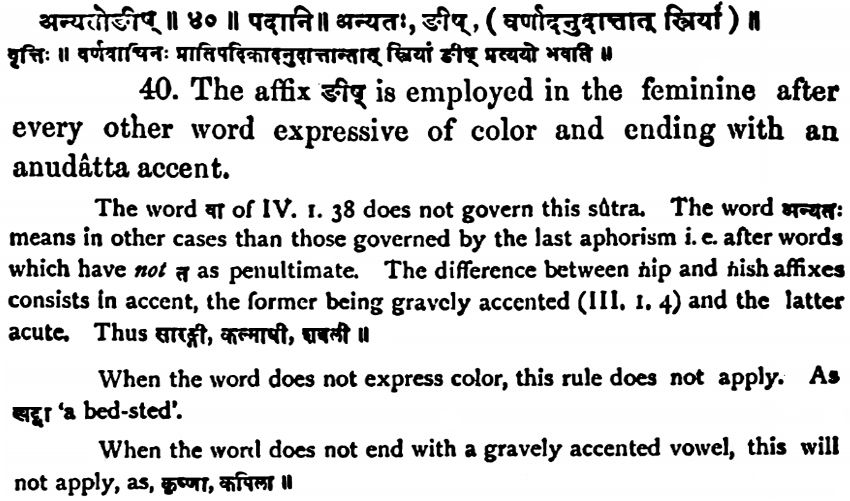 अन्यतोङीष् ॥ ४० ॥ पदानि ॥ अन्यतः, ङीष्, ( वर्णादनुदात्तात् स्त्रियां ) ॥
वृत्तिः ॥ वर्णवाचिनः प्रातिपदिकादनुदात्तान्तात् स्त्रियां ङीष् प्रत्ययो भवति ॥
40. The affix ङीष् is employed in the feminine after
every other word expressive of color and ending with an
anudâtta accent.
The word वा of IV. 1. 38 does not govern this sûtra. The word अन्यतः
means in other cases than those governed by the last aphorism i. e. after words
which have not त as penultimate. The difference between ṅip and ṅish affixes
consists in accent, the former being gravely accented (III. 1. 4) and the latter
acute. Thus सारङ्गी, कल्माषी, शबली ॥
When the word does not express color, this rule does not apply. As
खट्वा 'a bed-sted'.
When the word does not end with a gravely accented vowel, this will
not apply, as, कृष्णा, कपिला ॥